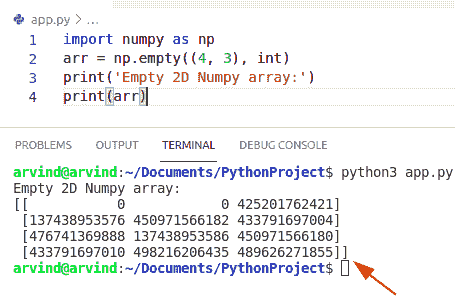 app.py > ...
1 import numpy as np
2 arr = np.empty((4, 3), int)
3 print('Empty 2D Numpy array:')
4 print(arr)
PROBLEMS OUTPUT TERMINAL DEBUG CONSOLE
arvind@arvind:~/Documents/PythonProject$ python3 app.py
Empty 2D Numpy array:
[[ 0 0 425201762421]
[137438953576 450971566182 433791697004]
[476741369888 137438953586 450971566180]
[433791697010 498216206435 489626271855]]
arvind@arvind:~/Documents/PythonProject$